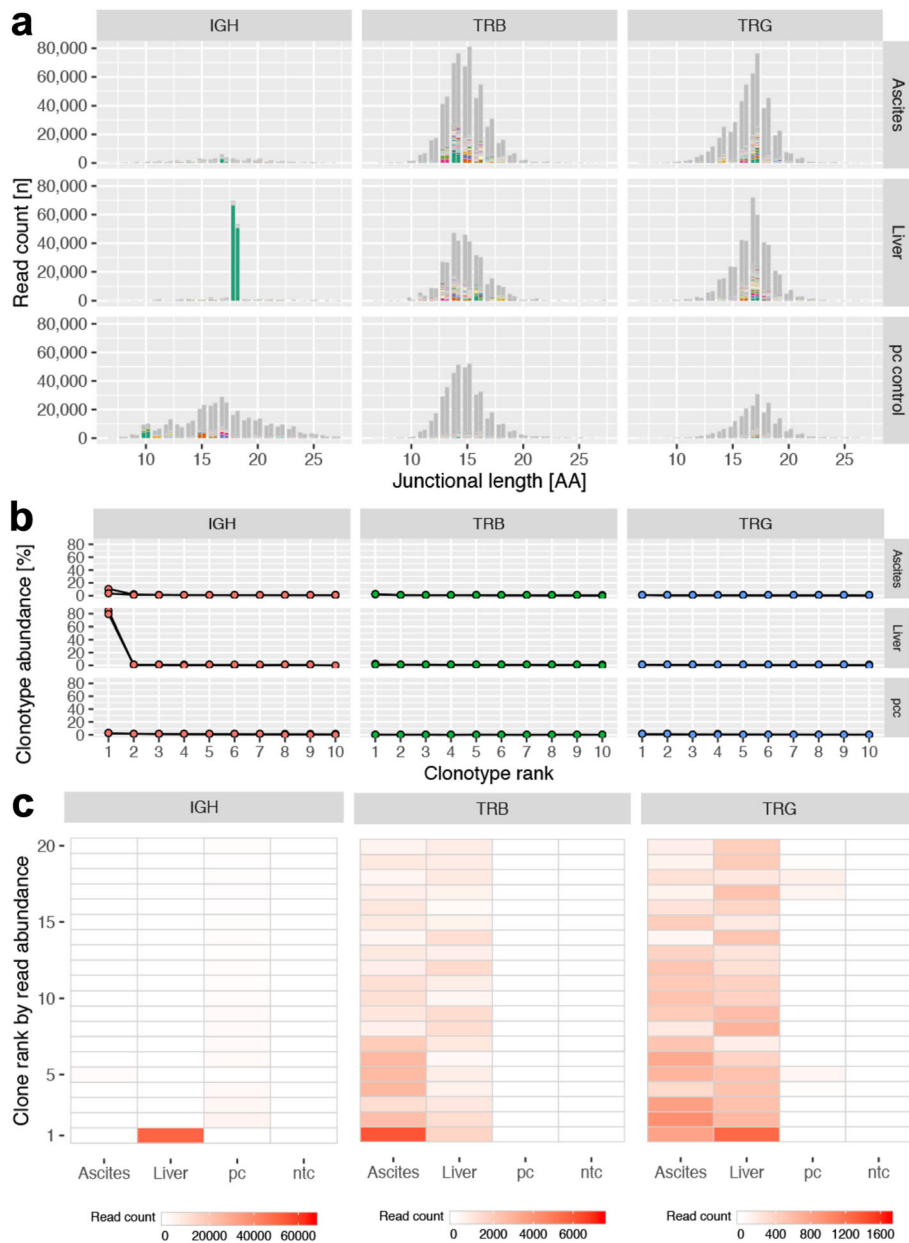 a
IGH TRB TRG
80,000
60,000
40,000
20,000
0
Ascites
80,000
60,000
40,000
20,000
0
Liver
80,000
60,000
40,000
20,000
0
pc control
Read count [n]
10 15 20 25 10 15 20 25 10 15 20 25
Junctional length [AA]
b
IGH TRB TRG
80
60
40
20
0
Ascites
80
60
40
20
0
Liver
80
60
40
20
0
pcc
Clonotype abundance [%]
1 2 3 4 5 6 7 8 9 10 1 2 3 4 5 6 7 8 9 10 1 2 3 4 5 6 7 8 9 10
Clonotype rank
c
IGH TRB TRG
20
15
10
5
1
Clone rank by read abundance
Ascites Liver pc ntc Ascites Liver pc ntc Ascites Liver pc ntc
Read count 0 20000 40000 60000
Read count 0 2000 4000 6000
Read count 0 400 800 1200 1600